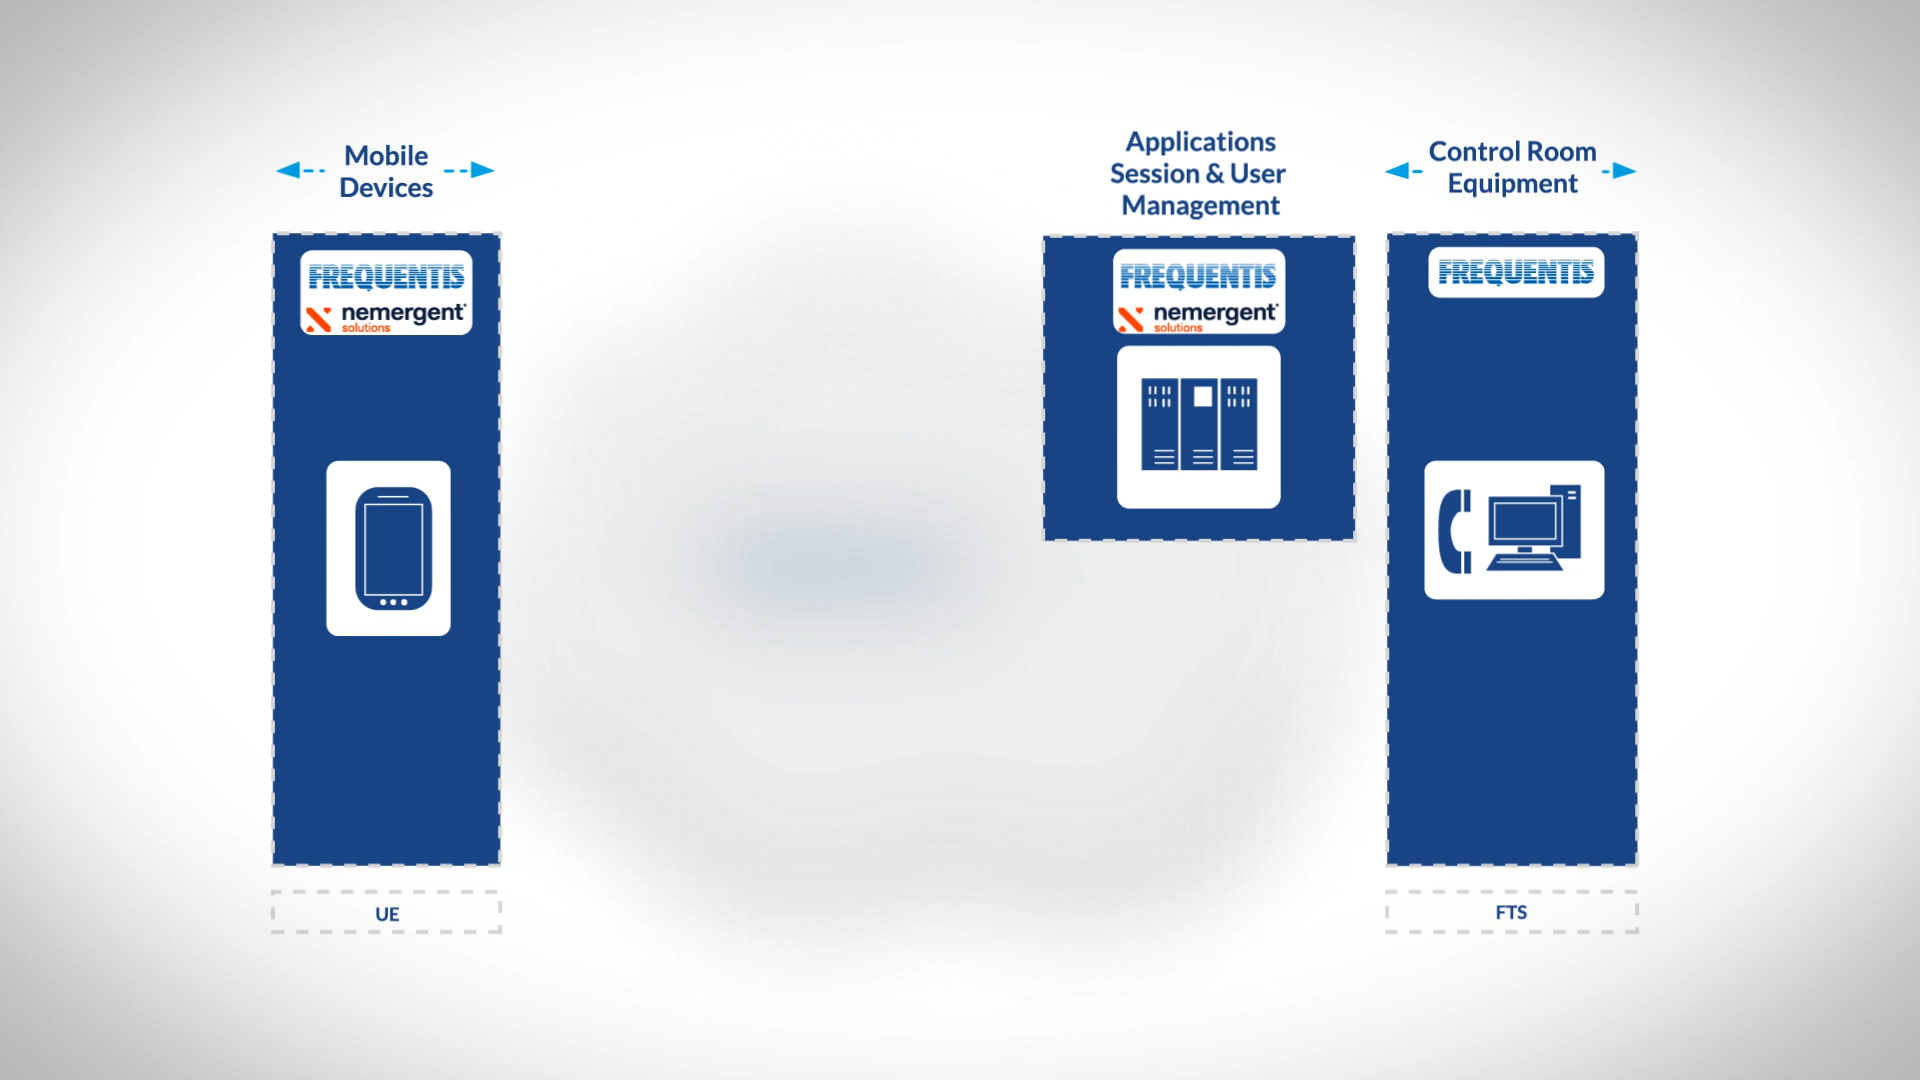 Mobile
Devices
FREQUENTIS
nemergent
solutions
UE
Applications
Session & User
Management
FREQUENTIS
nemergent
solutions
Control Room
Equipment
FREQUENTIS
FTS